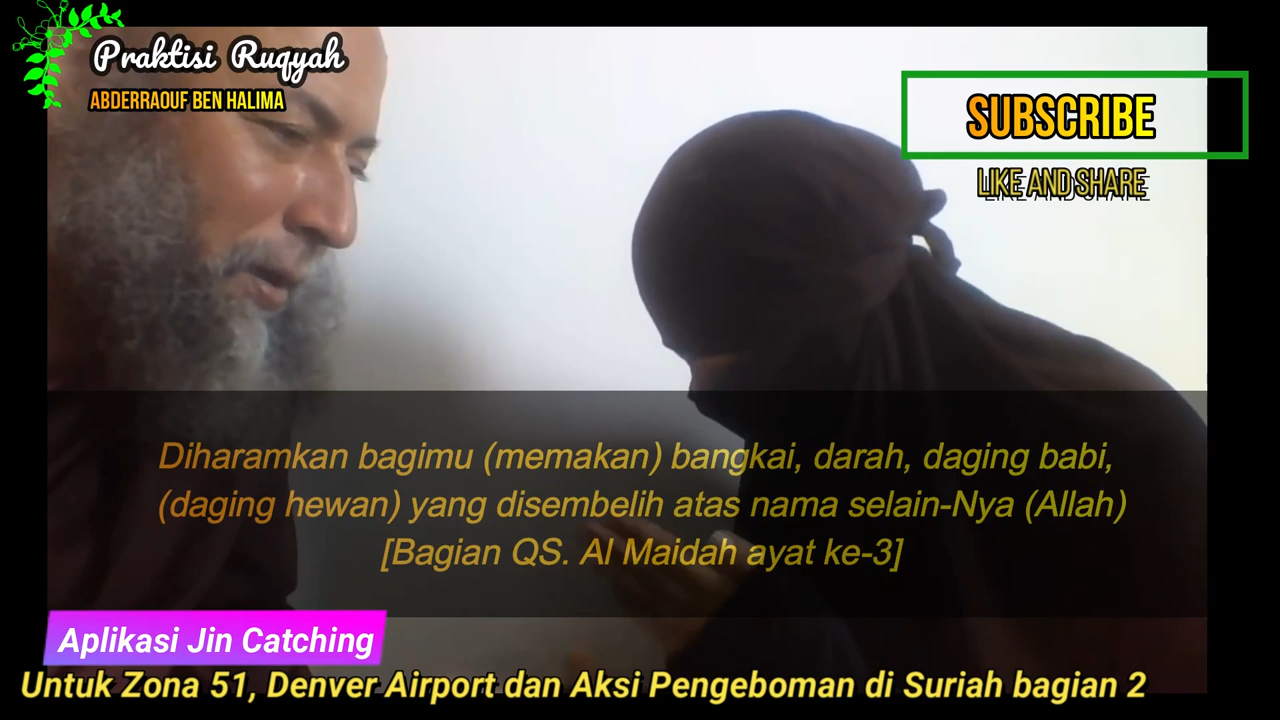 Praktisi Ruqyah
ABDERRAOUF BEN HALIMA
SUBSCRIBE
LIKE AND SHARE
Diharamkan bagimu (memakan) bangkai, darah, daging babi,
(daging hewan) yang disembelih atas nama selain-Nya (Allah)
[Bagian QS. Al Maidah ayat ke-3]
Aplikasi Jin Catching
Untuk Zona 51, Denver Airport dan Aksi Pengeboman di Suriah bagian 2